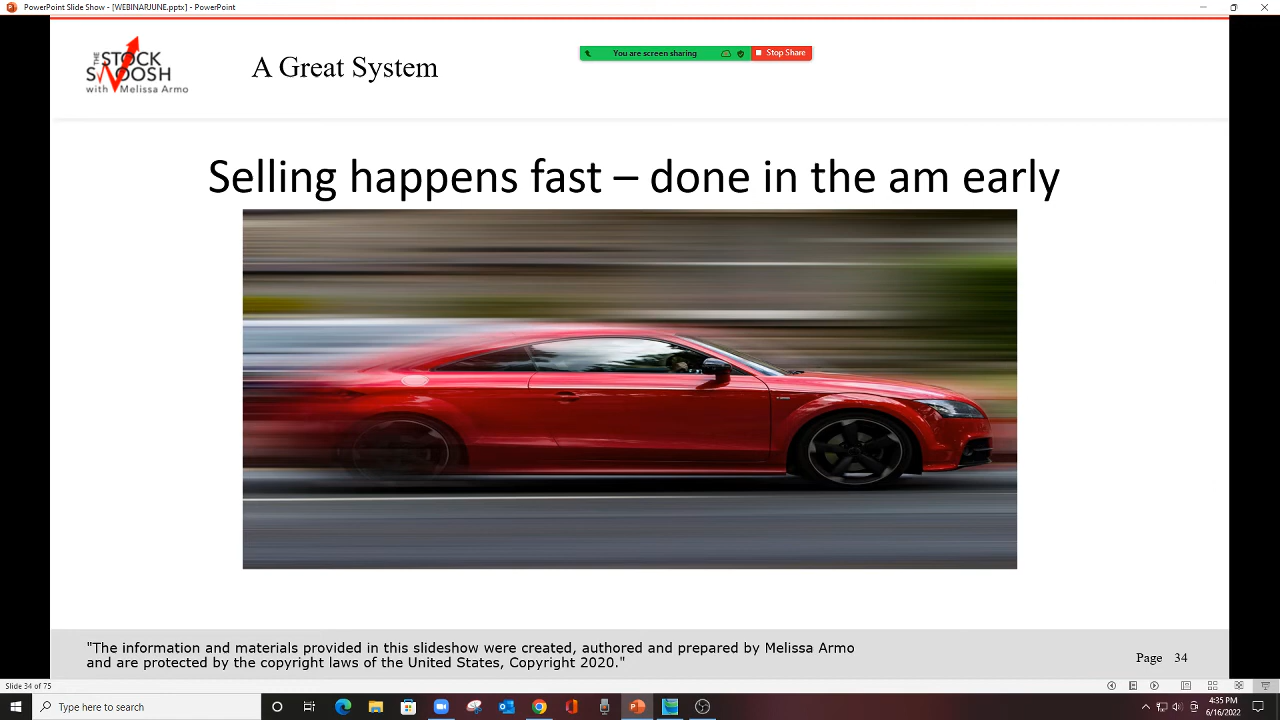 PowerPoint Slide Show - [WEBINARJUNE.pptx] - PowerPoint
You are screen sharing
Stop Share
THE
STOCK
SWOOSH
with Melissa Armo
A Great System
Selling happens fast – done in the am early
"The information and materials provided in this slideshow were created, authored and prepared by Melissa Armo
and are protected by the copyright laws of the United States, Copyright 2020."
Page 34
Slide 34 of 75
Type here to search
4:35 PM
6/16/2022